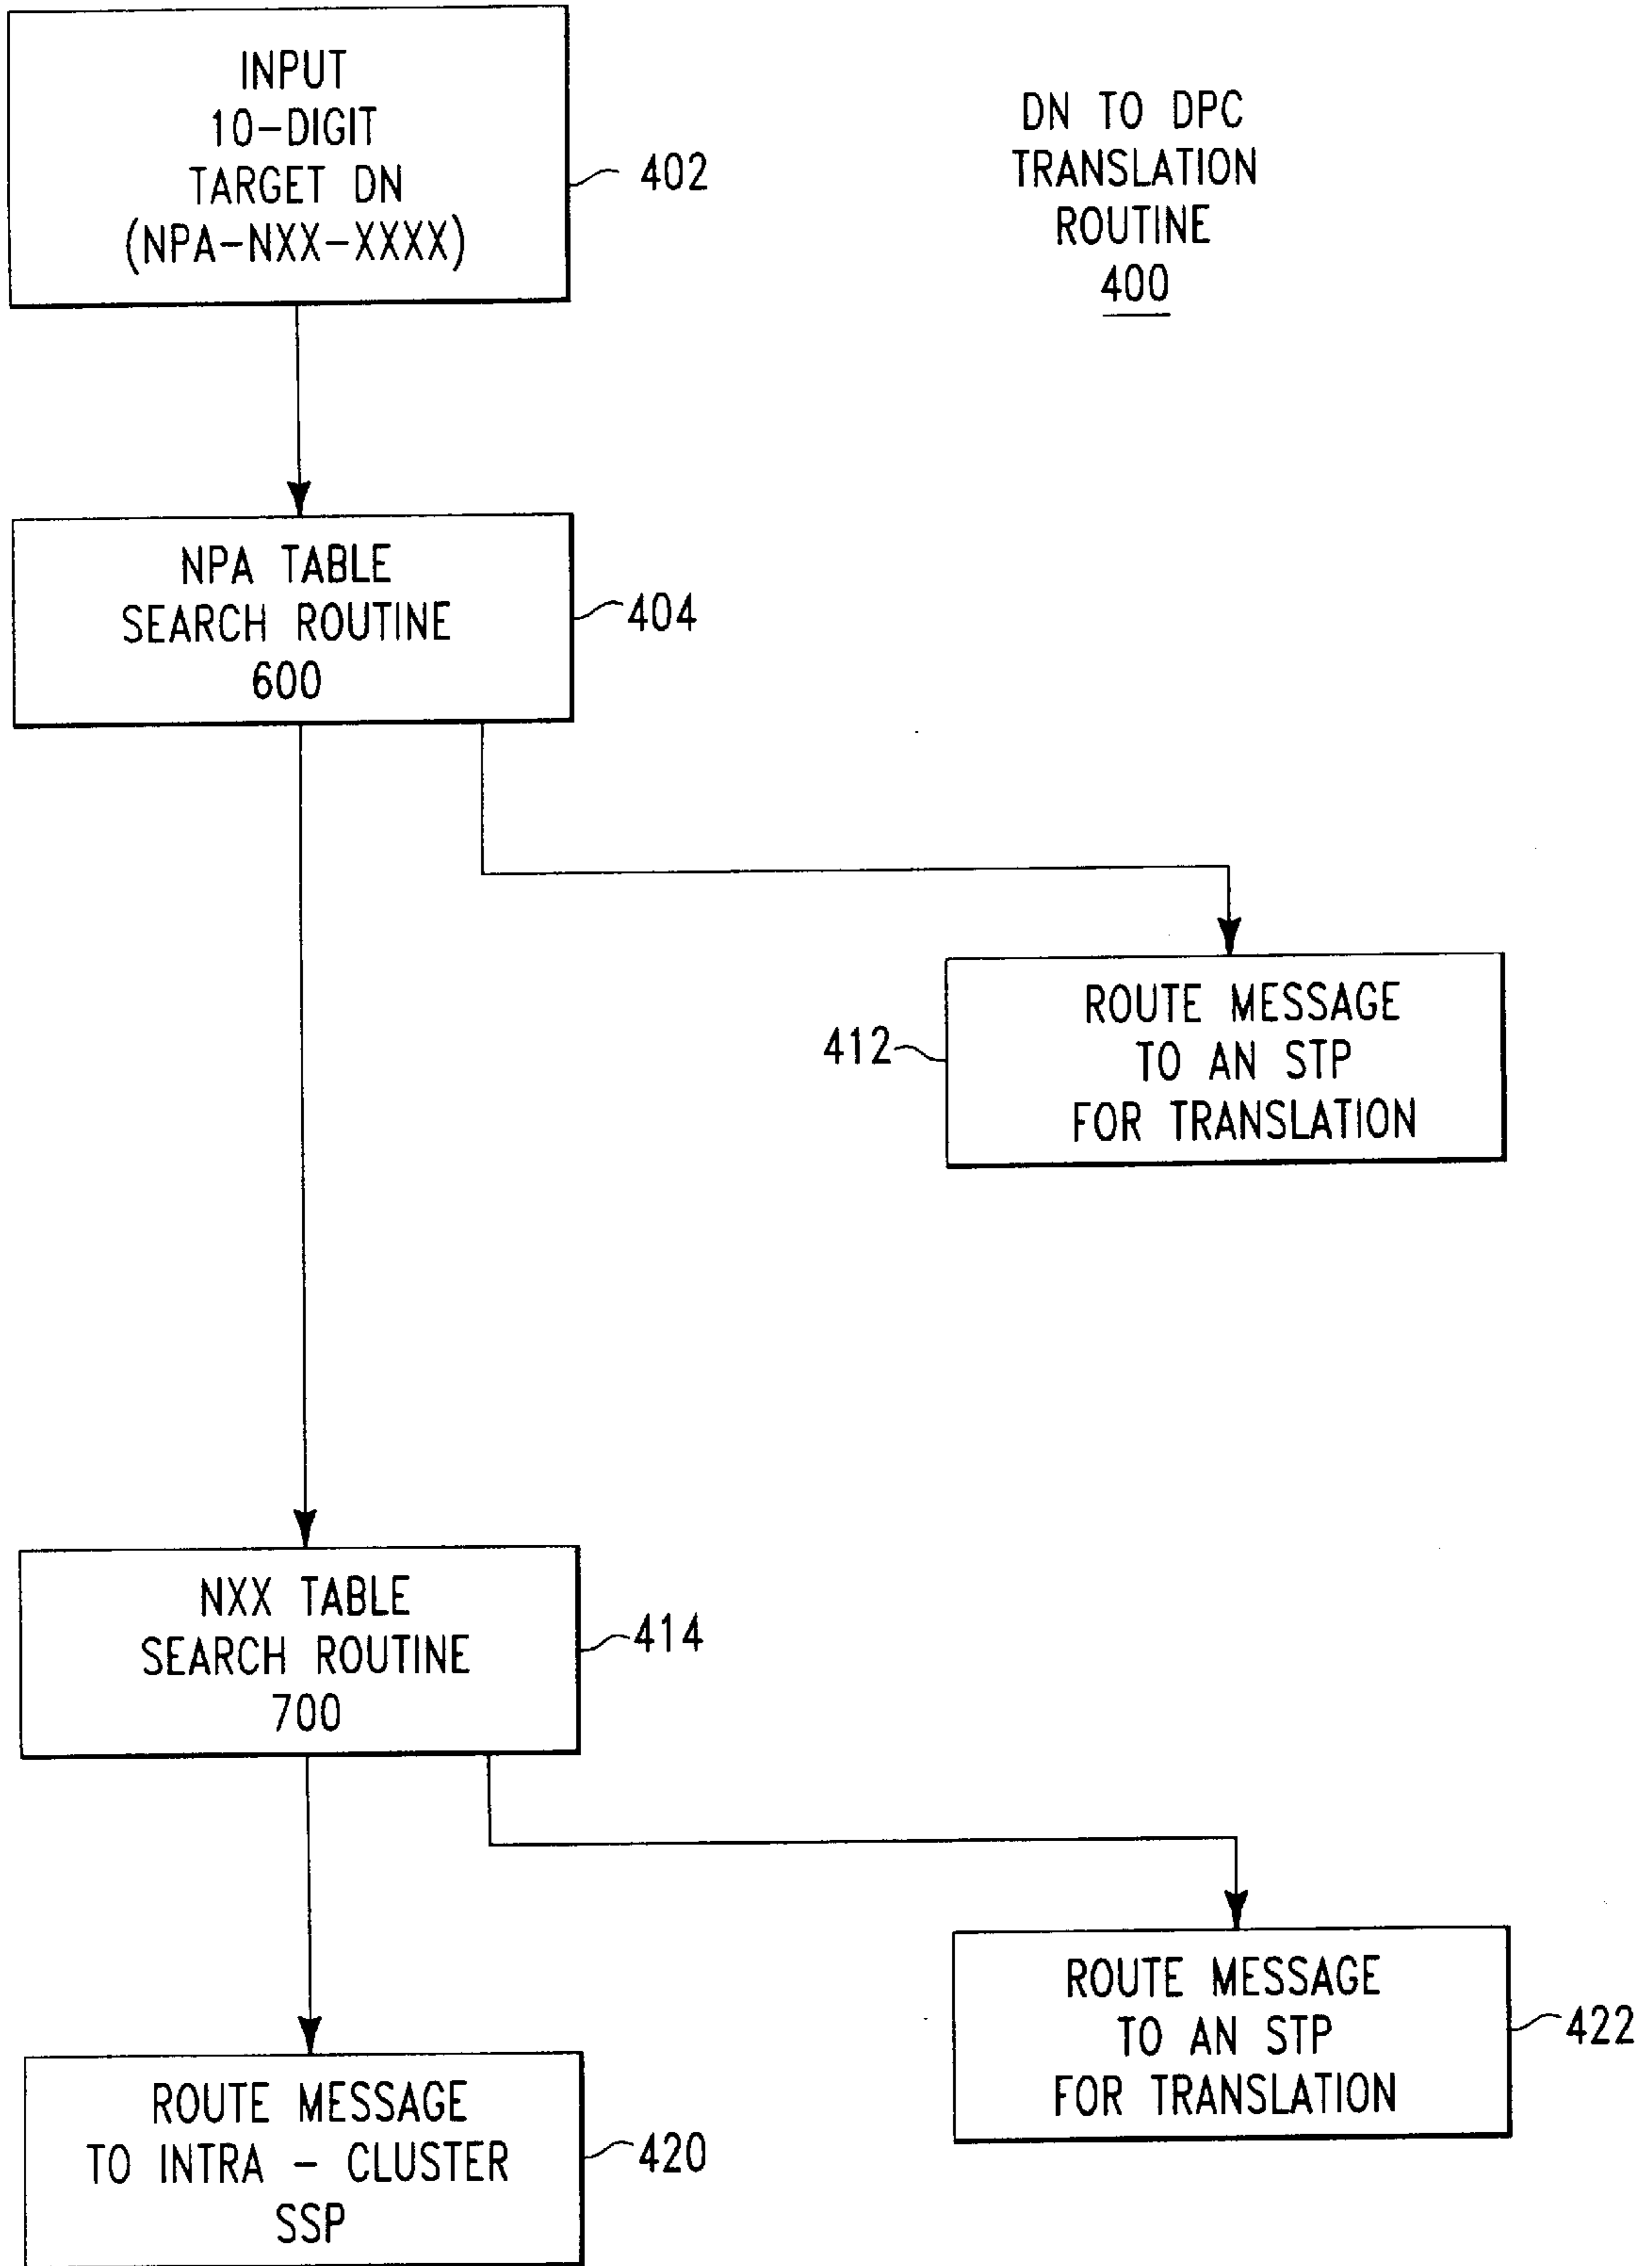 INPUT
10-DIGIT
TARGET DN
(NPA-NXX-XXXX)
402
DN TO DPC
TRANSLATION
ROUTINE
400
NPA TABLE
SEARCH ROUTINE
600
404
412
ROUTE MESSAGE
TO AN STP
FOR TRANSLATION
NXX TABLE
SEARCH ROUTINE
700
414
ROUTE MESSAGE
TO AN STP
FOR TRANSLATION
422
ROUTE MESSAGE
TO INTRA - CLUSTER
SSP
420